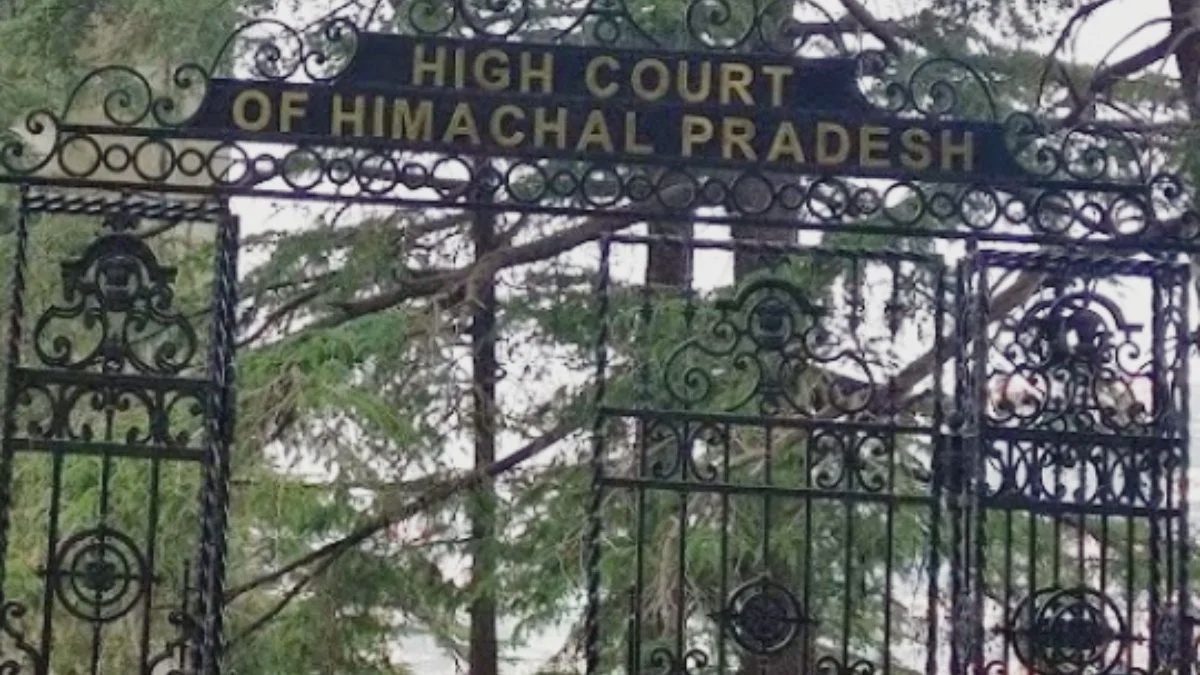 HIGH COURT
OF HIMACHAL PRADESH